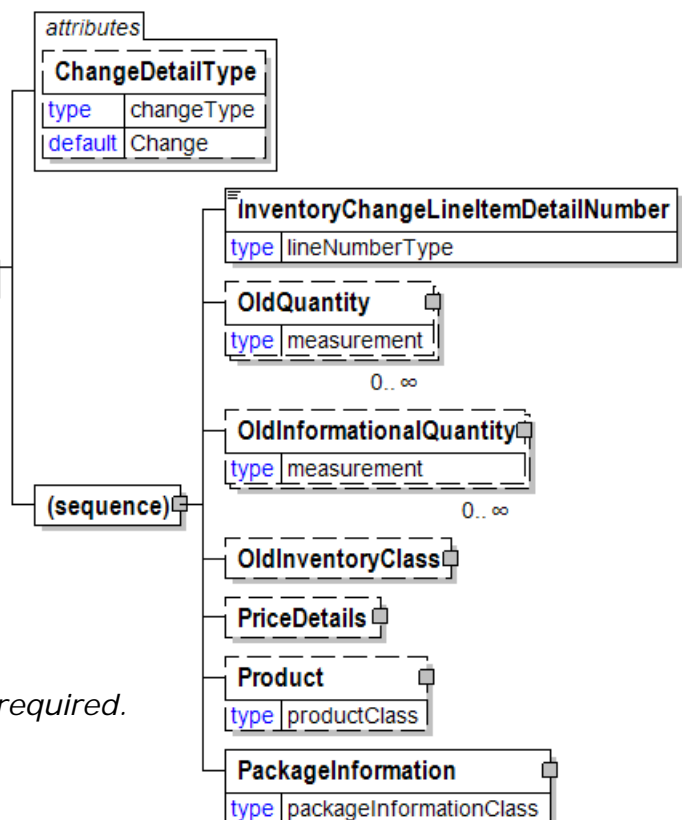 attributes
ChangeDetailType
type changeType
default Change
InventoryChangeLineItemDetailNumber
type lineNumberType
OldQuantity
type measurement
0.. ∞
OldInformationalQuantity
type measurement
0.. ∞
(sequence)
OldInventoryClass
PriceDetails
Product
required.
type productClass
PackageInformation
type packageInformationClass